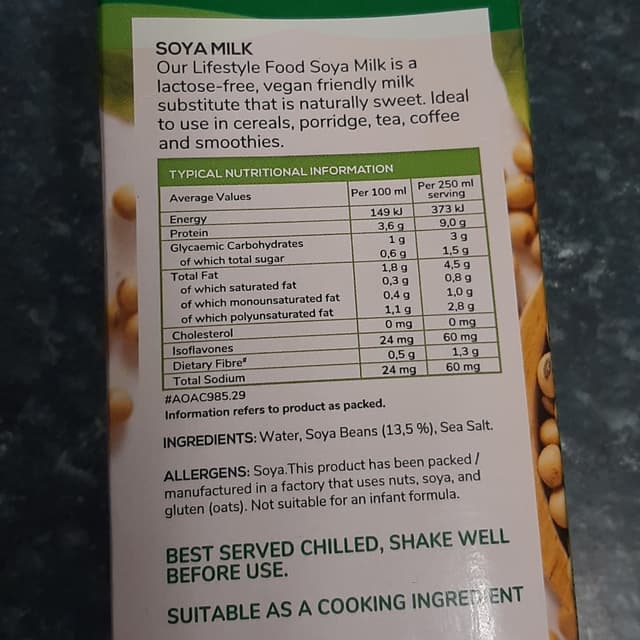 SOYA MILK
Our Lifestyle Food Soya Milk is a
lactose-free, vegan friendly milk
substitute that is naturally sweet. Ideal
to use in cereals, porridge, tea, coffee
and smoothies.
TYPICAL NUTRITIONAL INFORMATION
Average Values Per 100 ml Per 250 ml serving
Energy 149 kJ 373 kJ
Protein 3,6 g 9,0 g
Glycaemic Carbohydrates 1 g 3 g
of which total sugar 0,6 g 1,5 g
Total Fat 1,8 g 4,5 g
of which saturated fat 0,3 g 0,8 g
of which monounsaturated fat 0,4 g 1,0 g
of which polyunsaturated fat 1,1 g 2,8 g
Cholesterol 0 mg 0 mg
Isoflavones 24 mg 60 mg
Dietary Fibre# 0,5 g 1,3 g
Total Sodium 24 mg 60 mg
#AOAC985.29
Information refers to product as packed.
INGREDIENTS: Water, Soya Beans (13,5 %), Sea Salt.
ALLERGENS: Soya.This product has been packed /
manufactured in a factory that uses nuts, soya, and
gluten (oats). Not suitable for an infant formula.
BEST SERVED CHILLED, SHAKE WELL
BEFORE USE.
SUITABLE AS A COOKING INGREDIENT